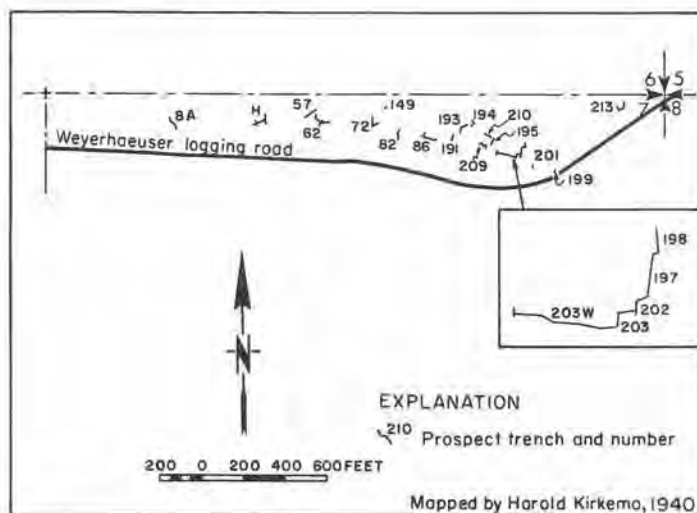 6 5
7 8
213
8A
H
57
62
149
72
82
86
193
194
210
195
191
209
201
199
Weyerhaeuser logging road
198
197
202
203W
203
N
EXPLANATION
210 Prospect trench and number
200 0 200 400 600 FEET
Mapped by Harold Kirkemo, 1940